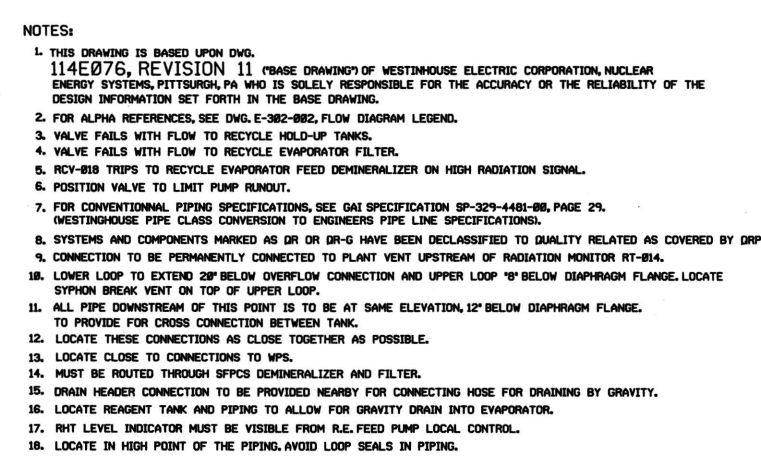 NOTES:
1. THIS DRAWING IS BASED UPON DWG.
114E076, REVISION 11 ("BASE DRAWING") OF WESTINHOUSE ELECTRIC CORPORATION, NUCLEAR
ENERGY SYSTEMS, PITTSURGH, PA WHO IS SOLELY RESPONSIBLE FOR THE ACCURACY OR THE RELIABILITY OF THE
DESIGN INFORMATION SET FORTH IN THE BASE DRAWING.
2. FOR ALPHA REFERENCES, SEE DWG. E-302-002, FLOW DIAGRAM LEGEND.
3. VALVE FAILS WITH FLOW TO RECYCLE HOLD-UP TANKS.
4. VALVE FAILS WITH FLOW TO RECYCLE EVAPORATOR FILTER.
5. RCV-018 TRIPS TO RECYCLE EVAPORATOR FEED DEMINERALIZER ON HIGH RADIATION SIGNAL.
6. POSITION VALVE TO LIMIT PUMP RUNOUT.
7. FOR CONVENTIONNAL PIPING SPECIFICATIONS, SEE GAI SPECIFICATION SP-329-4481-00, PAGE 29.
(WESTINGHOUSE PIPE CLASS CONVERSION TO ENGINEERS PIPE LINE SPECIFICATIONS).
8. SYSTEMS AND COMPONENTS MARKED AS QR OR QR-G HAVE BEEN DECLASSIFIED TO QUALITY RELATED AS COVERED BY QRP
9. CONNECTION TO BE PERMANENTLY CONNECTED TO PLANT VENT UPSTREAM OF RADIATION MONITOR RT-014.
10. LOWER LOOP TO EXTEND 20" BELOW OVERFLOW CONNECTION AND UPPER LOOP "8" BELOW DIAPHRAGM FLANGE. LOCATE
SYPHON BREAK VENT ON TOP OF UPPER LOOP.
11. ALL PIPE DOWNSTREAM OF THIS POINT IS TO BE AT SAME ELEVATION, 12" BELOW DIAPHRAGM FLANGE.
TO PROVIDE FOR CROSS CONNECTION BETWEEN TANK.
12. LOCATE THESE CONNECTIONS AS CLOSE TOGETHER AS POSSIBLE.
13. LOCATE CLOSE TO CONNECTIONS TO WPS.
14. MUST BE ROUTED THROUGH SFPCS DEMINERALIZER AND FILTER.
15. DRAIN HEADER CONNECTION TO BE PROVIDED NEARBY FOR CONNECTING HOSE FOR DRAINING BY GRAVITY.
16. LOCATE REAGENT TANK AND PIPING TO ALLOW FOR GRAVITY DRAIN INTO EVAPORATOR.
17. RHT LEVEL INDICATOR MUST BE VISIBLE FROM R.E. FEED PUMP LOCAL CONTROL.
18. LOCATE IN HIGH POINT OF THE PIPING. AVOID LOOP SEALS IN PIPING.